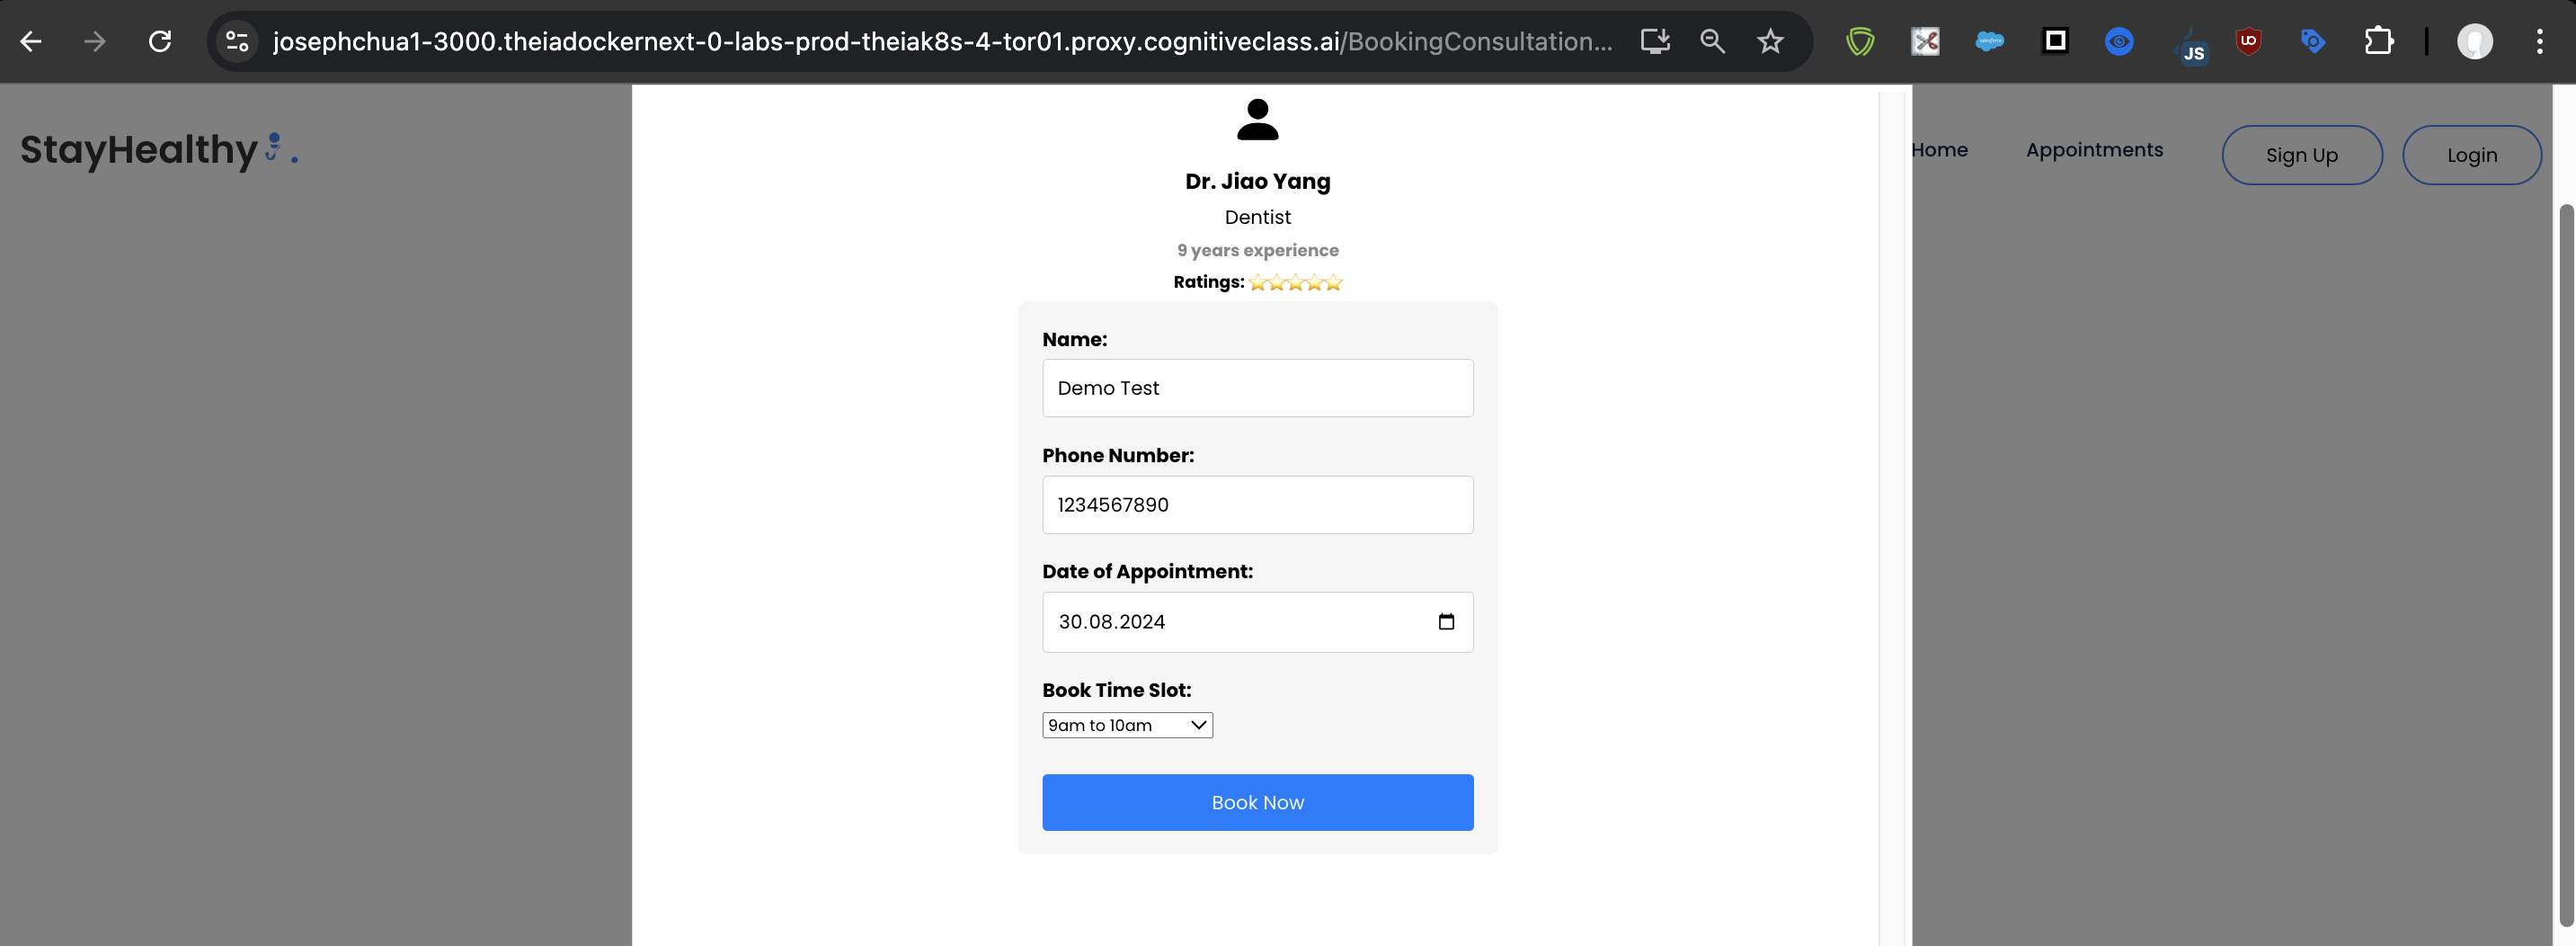 josephchua1-3000.theiadockernext-0-labs-prod-theiak8s-4-tor01.proxy.cognitiveclass.ai/BookingConsultation...
JS
StayHealthy
Home
Appointments
Sign Up
Login
Dr. Jiao Yang
Dentist
9 years experience
Ratings: ⭐⭐⭐⭐⭐
Name:
Demo Test
Phone Number:
1234567890
Date of Appointment:
30.08.2024
Book Time Slot:
9am to 10am
Book Now